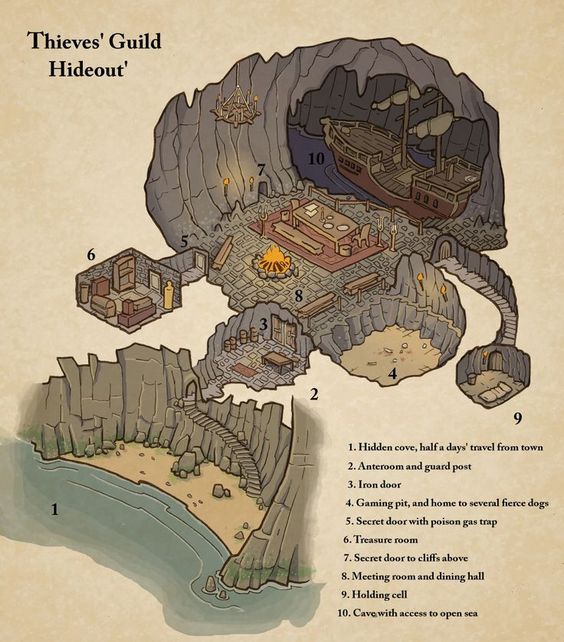 Thieves' Guild
Hideout'
10
7
6
5
8
3
4
2
9
1
1. Hidden cove, half a days' travel from town
2. Anteroom and guard post
3. Iron door
4. Gaming pit, and home to several fierce dogs
5. Secret door with poison gas trap
6. Treasure room
7. Secret door to cliffs above
8. Meeting room and dining hall
9. Holding cell
10. Cave with access to open sea